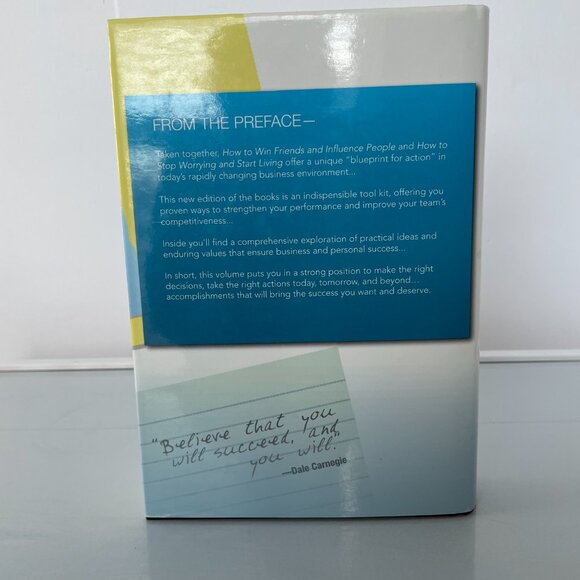 FROM THE PREFACE—
Taken together, How to Win Friends and Influence People and How to
Stop Worrying and Start Living offer a unique "blueprint for action" in
today's rapidly changing business environment...
This new edition of the books is an indispensible tool kit, offering you
proven ways to strengthen your performance and improve your team's
competitiveness...
Inside you'll find a comprehensive exploration of practical ideas and
enduring values that ensure business and personal success...
In short, this volume puts you in a strong position to make the right
decisions, take the right actions today, tomorrow, and beyond...
accomplishments that will bring the success you want and deserve.
"Believe that you
will succeed, and
you will."
—Dale Carnegie